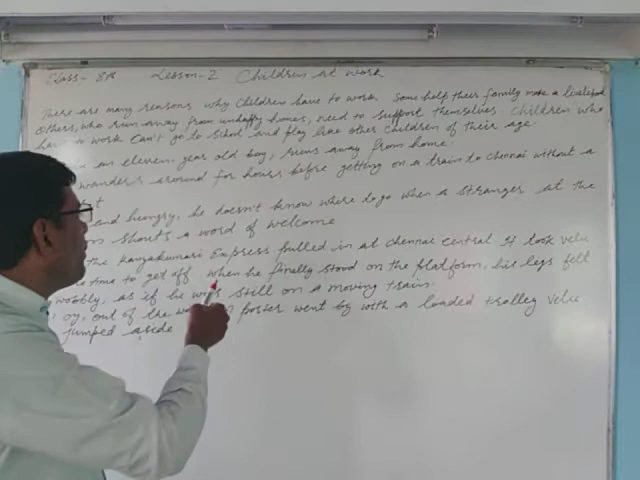 Class- 8th Lesson-2 Children at work
There are many reasons why Children have to work Some help their family make a livelihood
Others, who run away from unhappy homes, need to support themselves. Children who
have to work Can't go to school and play like other children of their age.
an eleven year old boy, runs away from home.
wanders around for hours before getting on a train to Chennai without a
and hungry, he doesn't know where to go when a stranger at the
shouts a word of welcome
the Kanyakumari Express pulled in at Chennai Central It took velu
time to get off When he finally stood on the platform, his legs felt
wobbly, as if he was still on a moving train.
oy, out of the porter went by with a loaded trolley velu
jumped aside